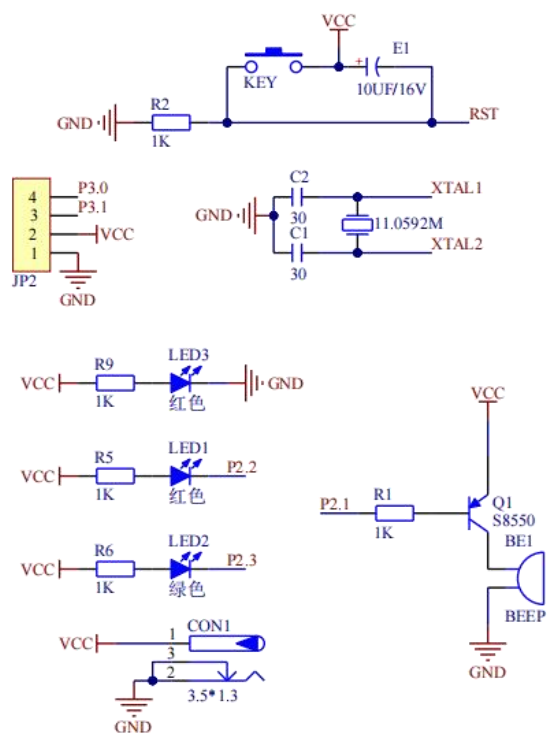 VCC
E1
+
KEY
10UF/16V
R2
GND
RST
1K
P3.0
4
P3.1
3
2
VCC
1
JP2
GND
C2
XTAL1
30
GND
11.0592M
C1
XTAL2
30
R9
LED3
VCC
GND
1K
红色
R5
LED1
VCC
P2.2
1K
红色
R6
LED2
VCC
P2.3
1K
绿色
VCC
P2.1
R1
Q1
S8550
1K
BE1
BEEP
GND
CON1
VCC
1
3
2
3.5*1.3
GND